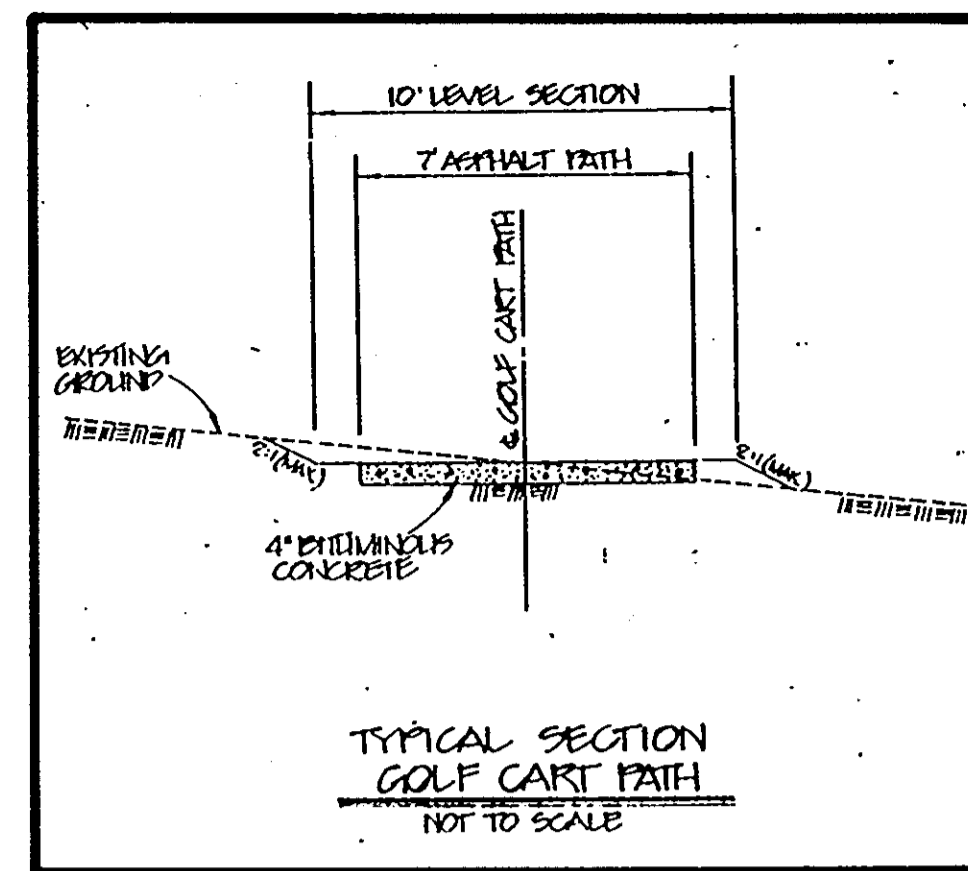 10' LEVEL SECTION
7' ASPHALT PATH
℄ GOLF CART PATH
EXISTING
GROUND
2:1 (MAX)
2:1 (MAX)
4" BITUMINOUS
CONCRETE
TYPICAL SECTION
GOLF CART PATH
NOT TO SCALE